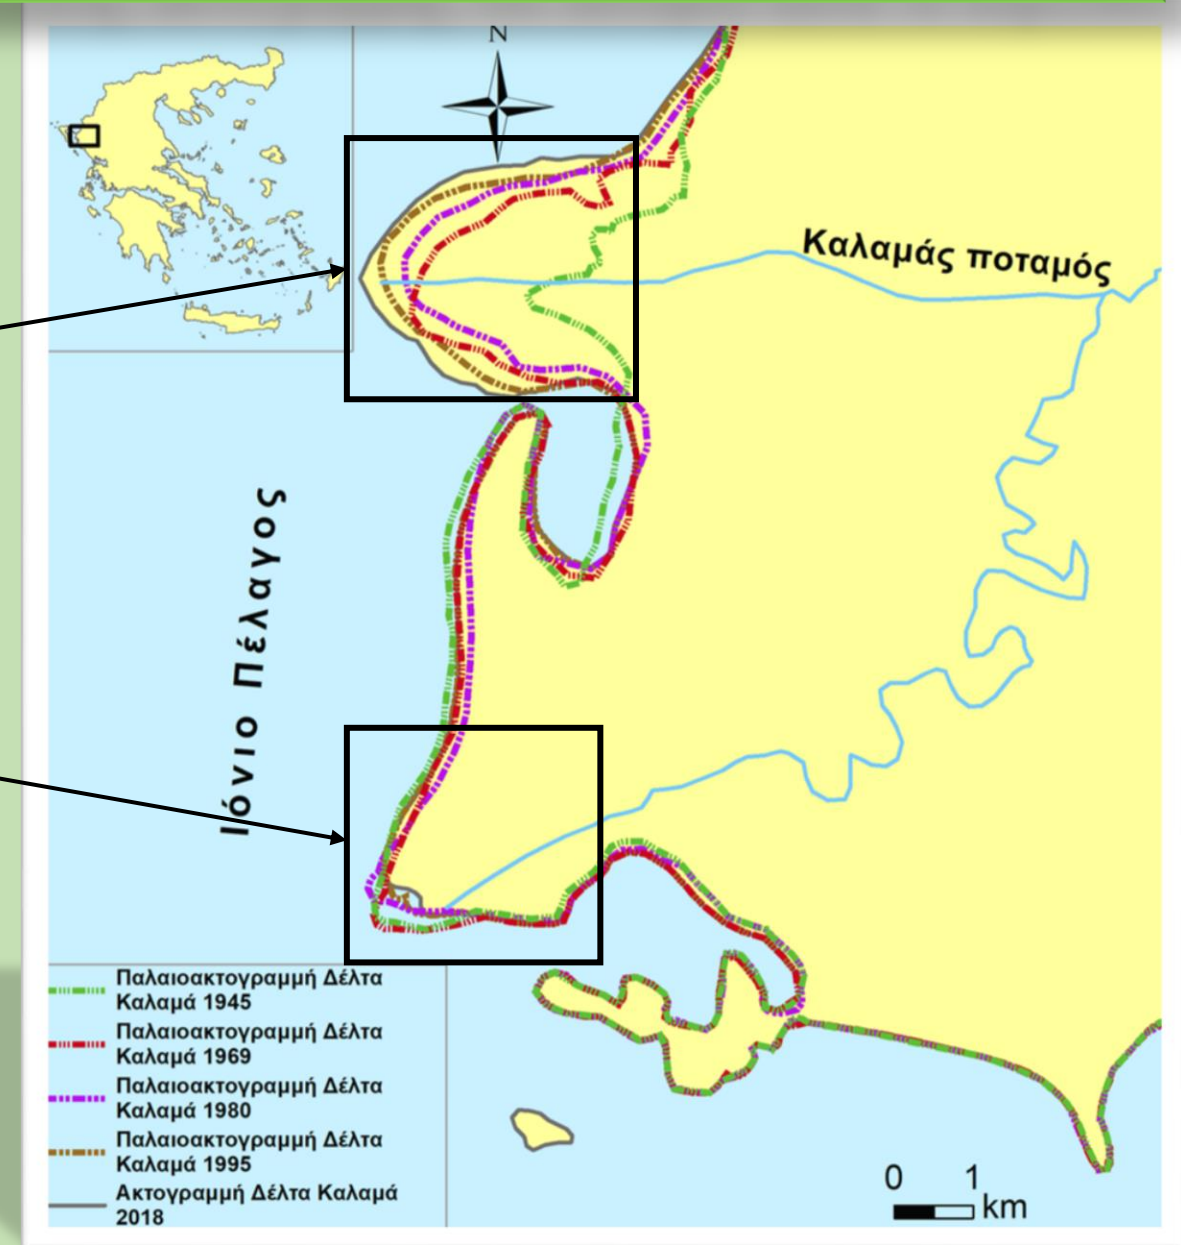 N
Καλαμάς ποταμός
Ιόνιο Πέλαγος
Παλαιοακτογραμμή Δέλτα
Καλαμά 1945
Παλαιοακτογραμμή Δέλτα
Καλαμά 1969
Παλαιοακτογραμμή Δέλτα
Καλαμά 1980
Παλαιοακτογραμμή Δέλτα
Καλαμά 1995
Ακτογραμμή Δέλτα Καλαμά
2018
0 1
km